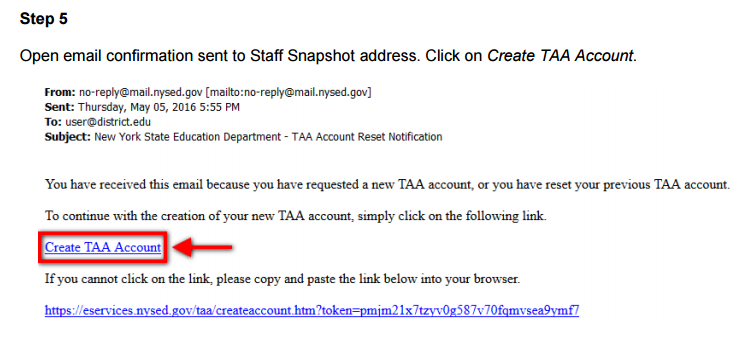 Step 5
Open email confirmation sent to Staff Snapshot address. Click on Create TAA Account.
From: no-reply@mail.nysed.gov [mailto:no-reply@mail.nysed.gov]
Sent: Thursday, May 05, 2016 5:55 PM
To: user@district.edu
Subject: New York State Education Department - TAA Account Reset Notification
You have received this email because you have requested a new TAA account, or you have reset your previous TAA account.
To continue with the creation of your new TAA account, simply click on the following link.
Create TAA Account
If you cannot click on the link, please copy and paste the link below into your browser.
https://eservices.nysed.gov/taa/createaccount.htm?token=pmjm21x7tzyv0g587v70fqmvsea9ymf7